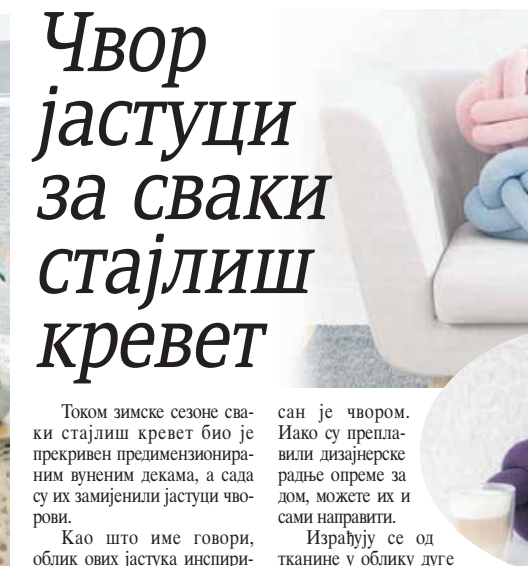 Чвор
јастуци
за сваки
стајлиш
кревет
Током зимске сезоне сва-
ки стајлиш кревет био је
прекривен предимензионира-
ним вуненим декама, а сада
су их замијенили јастуци чво-
рови.
Као што име говори,
облик ових јастука инспири-
сан је чвором.
Иако су препла-
вили дизајнерске
радње опреме за
дом, можете их и
сами направити.
Израђују се од
тканине у облику дуге